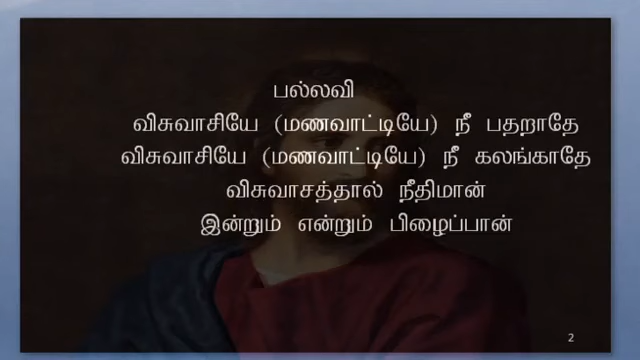 பல்லவி
விசுவாசியே (மணவாட்டியே) நீ பதறாதே
விசுவாசியே (மணவாட்டியே) நீ கலங்காதே
விசுவாசத்தால் நீதிமான்
இன்றும் என்றும் பிழைப்பான்
2